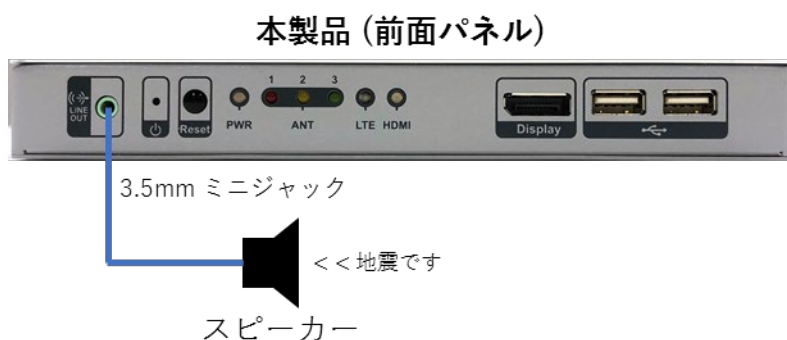 本製品 (前面パネル)
LINE
OUT
Reset
PWR
1 2 3
ANT
LTE HDMI
Display
3.5mm ミニジャック
<<地震です
スピーカー